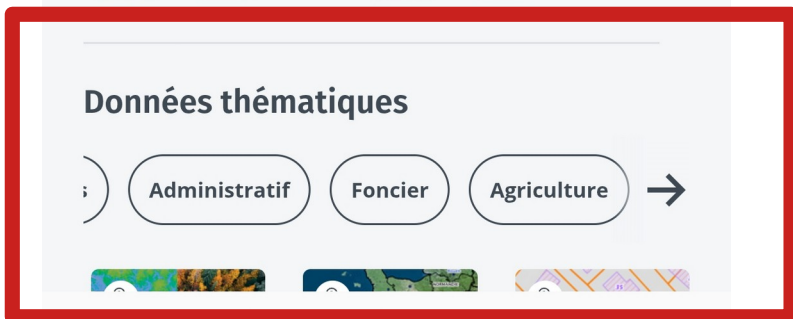 Données thématiques
Administratif
Foncier
Agriculture